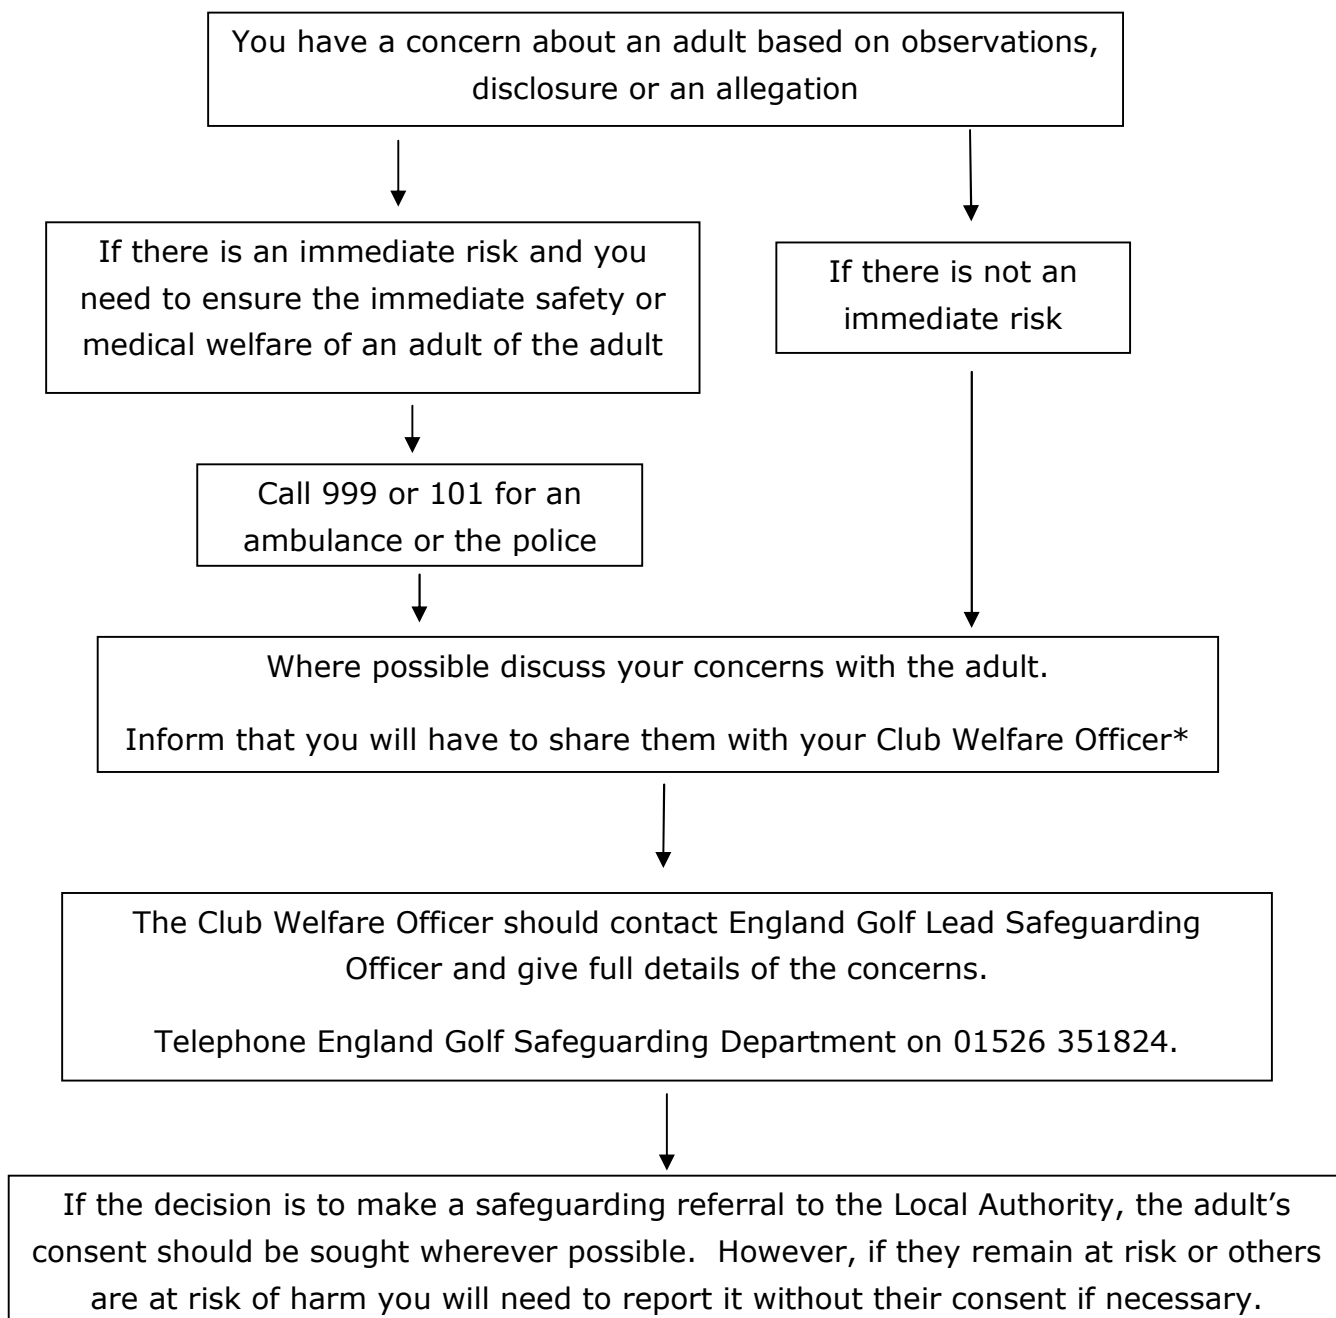 You have a concern about an adult based on observations,
disclosure or an allegation
If there is an immediate risk and you
need to ensure the immediate safety or
medical welfare of an adult of the adult
If there is not an
immediate risk
Call 999 or 101 for an
ambulance or the police
Where possible discuss your concerns with the adult.
Inform that you will have to share them with your Club Welfare Officer*
The Club Welfare Officer should contact England Golf Lead Safeguarding
Officer and give full details of the concerns.
Telephone England Golf Safeguarding Department on 01526 351824.
If the decision is to make a safeguarding referral to the Local Authority, the adult’s
consent should be sought wherever possible.  However, if they remain at risk or others
are at risk of harm you will need to report it without their consent if necessary.